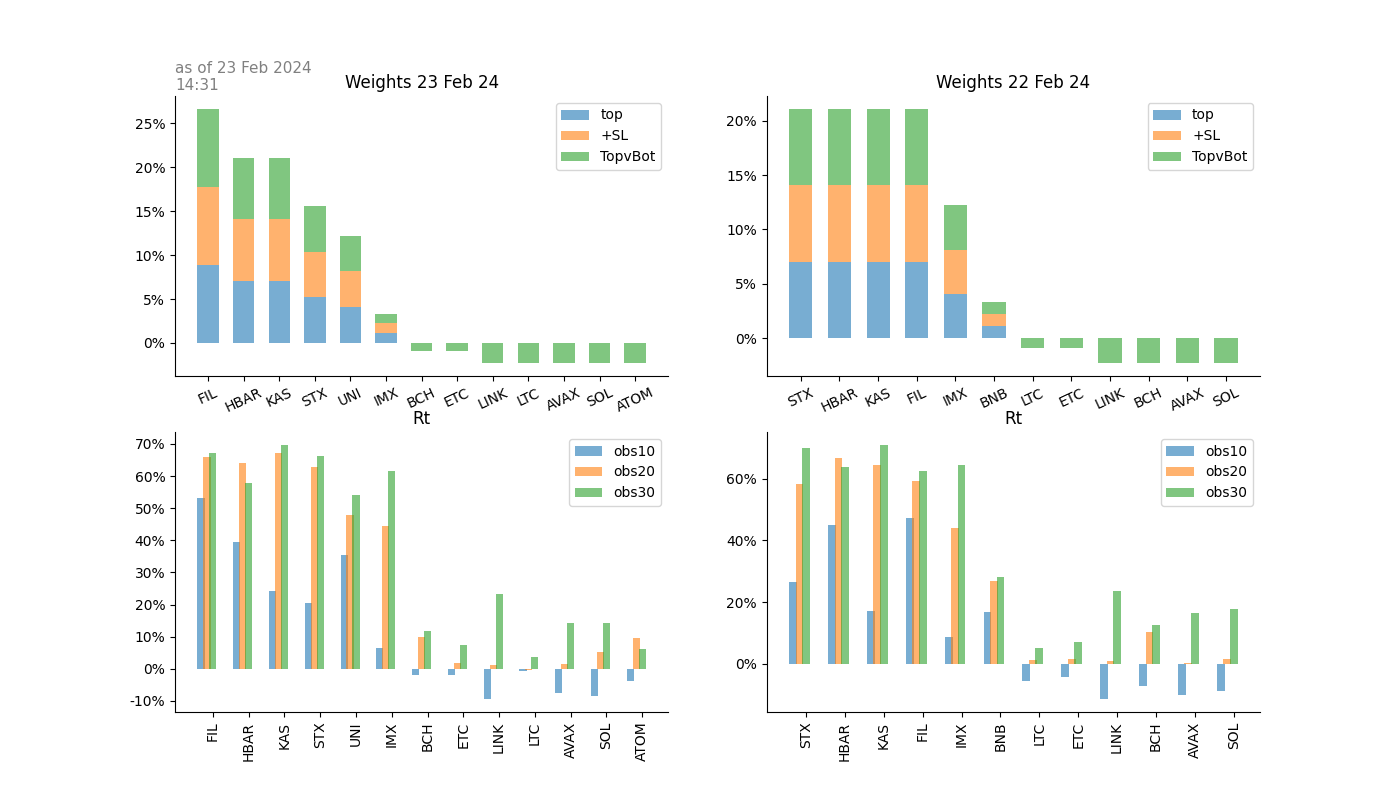 as of 23 Feb 2024
14:31
Weights 23 Feb 24
25%
20%
15%
10%
5%
0%
top
+SL
TopvBot
FIL HBAR KAS STX UNI IMX BCH ETC LINK LTC AVAX SOL ATOM
Weights 22 Feb 24
20%
15%
10%
5%
0%
top
+SL
TopvBot
STX HBAR KAS FIL IMX BNB LTC ETC LINK BCH AVAX SOL
Rt
70%
60%
50%
40%
30%
20%
10%
0%
-10%
obs10
obs20
obs30
FIL HBAR KAS STX UNI IMX BCH ETC LINK LTC AVAX SOL ATOM
Rt
60%
40%
20%
0%
obs10
obs20
obs30
STX HBAR KAS FIL IMX BNB LTC ETC LINK BCH AVAX SOL